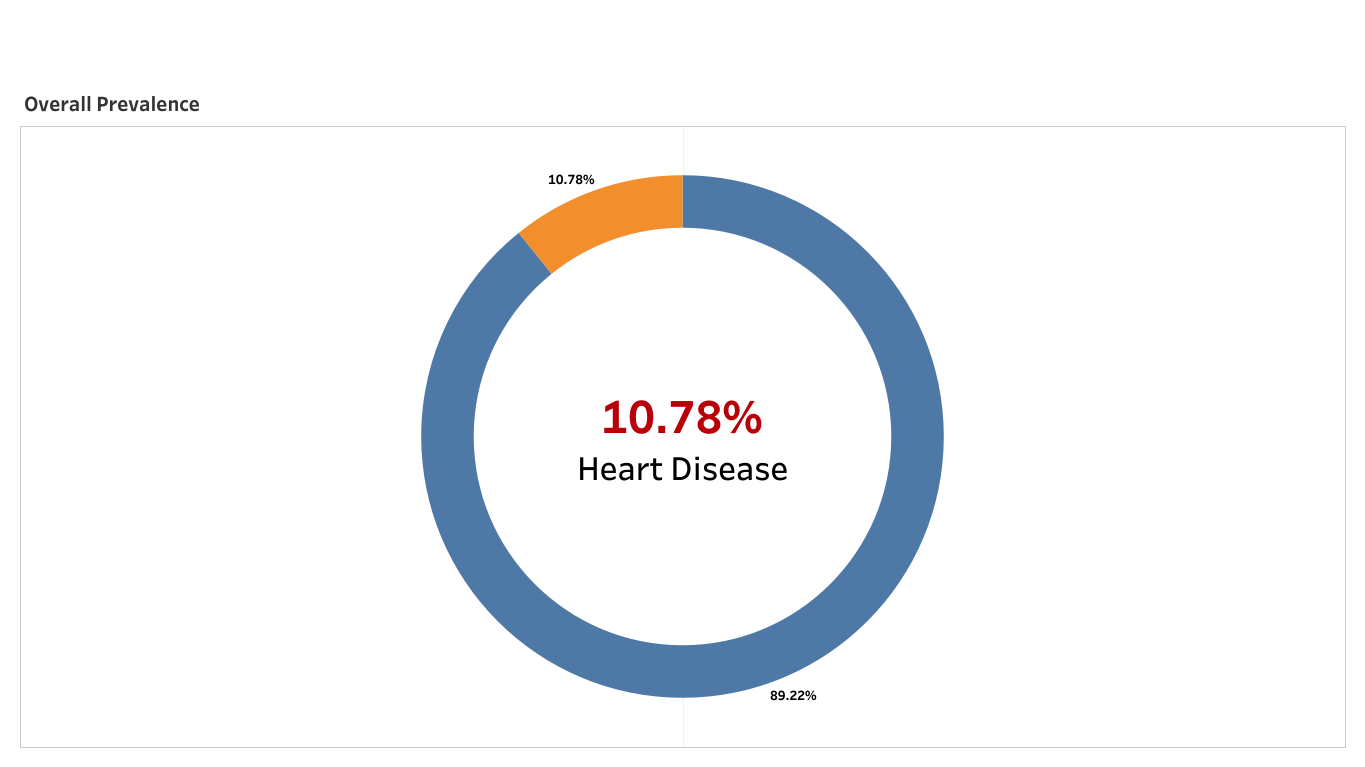 Overall Prevalence
10.78%
10.78%
Heart Disease
89.22%